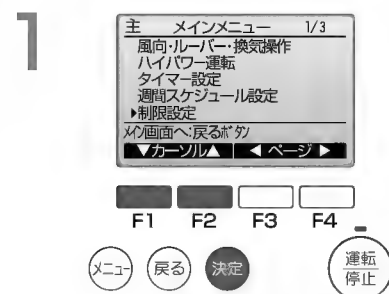 1
主 メインメニュー 1/3
風向・ルーバー・換気操作
ハイパワー運転
タイマー設定
週間スケジュール設定
▶制限設定
メイン画面へ:戻るボタン
▼カーソル▲ ◀ ページ ▶
F1 F2 F3 F4
メニュー 戻る 決定 運転
停止